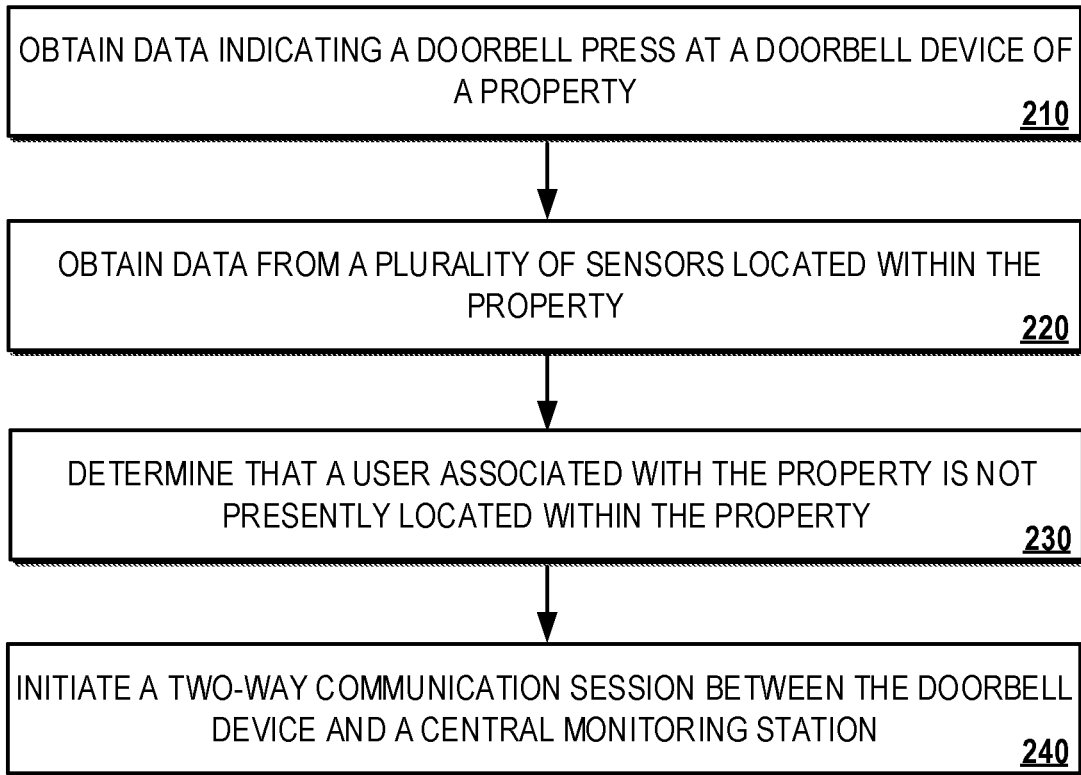 OBTAIN DATA INDICATING A DOORBELL PRESS AT A DOORBELL DEVICE OF
A PROPERTY
210
OBTAIN DATA FROM A PLURALITY OF SENSORS LOCATED WITHIN THE
PROPERTY
220
DETERMINE THAT A USER ASSOCIATED WITH THE PROPERTY IS NOT
PRESENTLY LOCATED WITHIN THE PROPERTY
230
INITIATE A TWO-WAY COMMUNICATION SESSION BETWEEN THE DOORBELL
DEVICE AND A CENTRAL MONITORING STATION
240